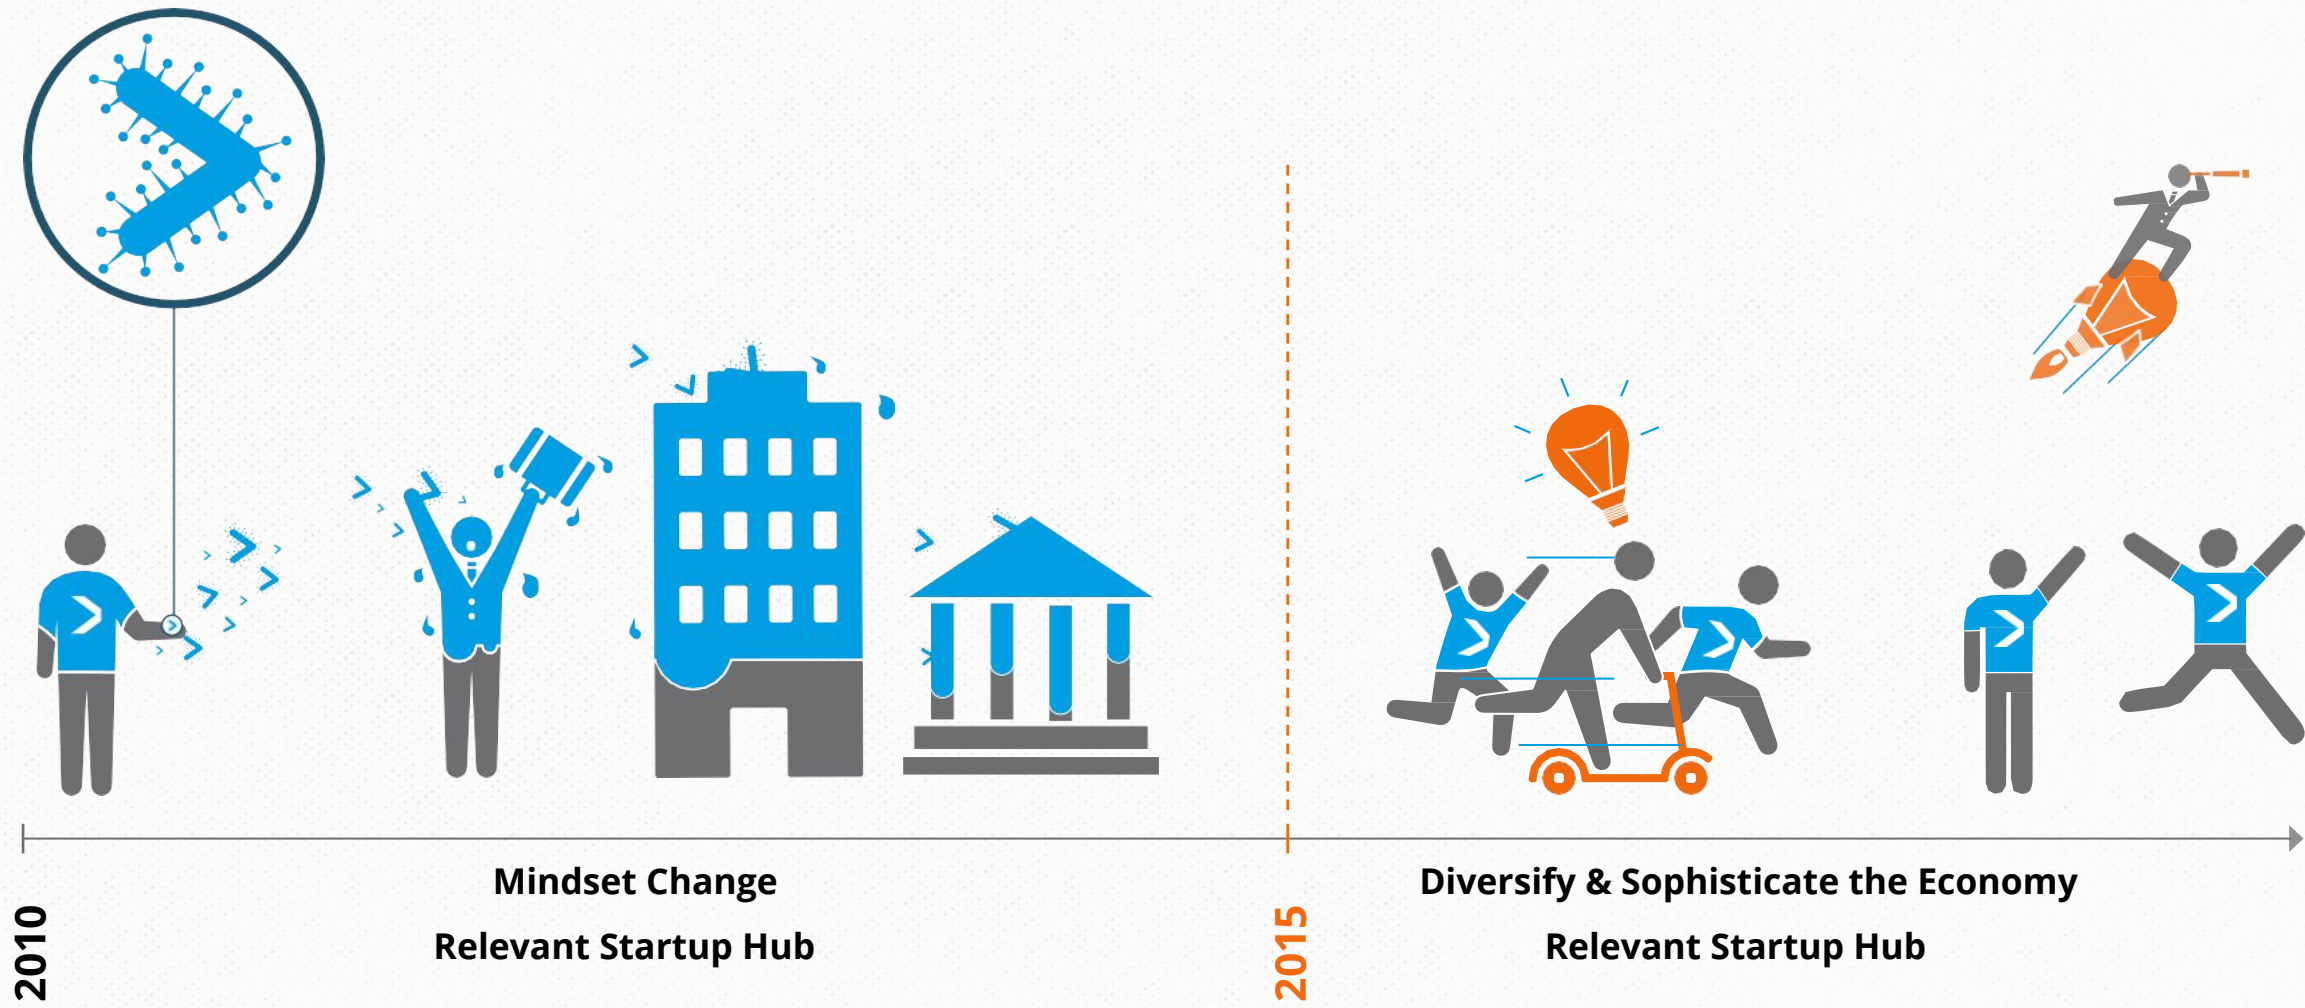 Mindset Change
Relevant Startup Hub
Diversify & Sophisticate the Economy
Relevant Startup Hub
2010
2015